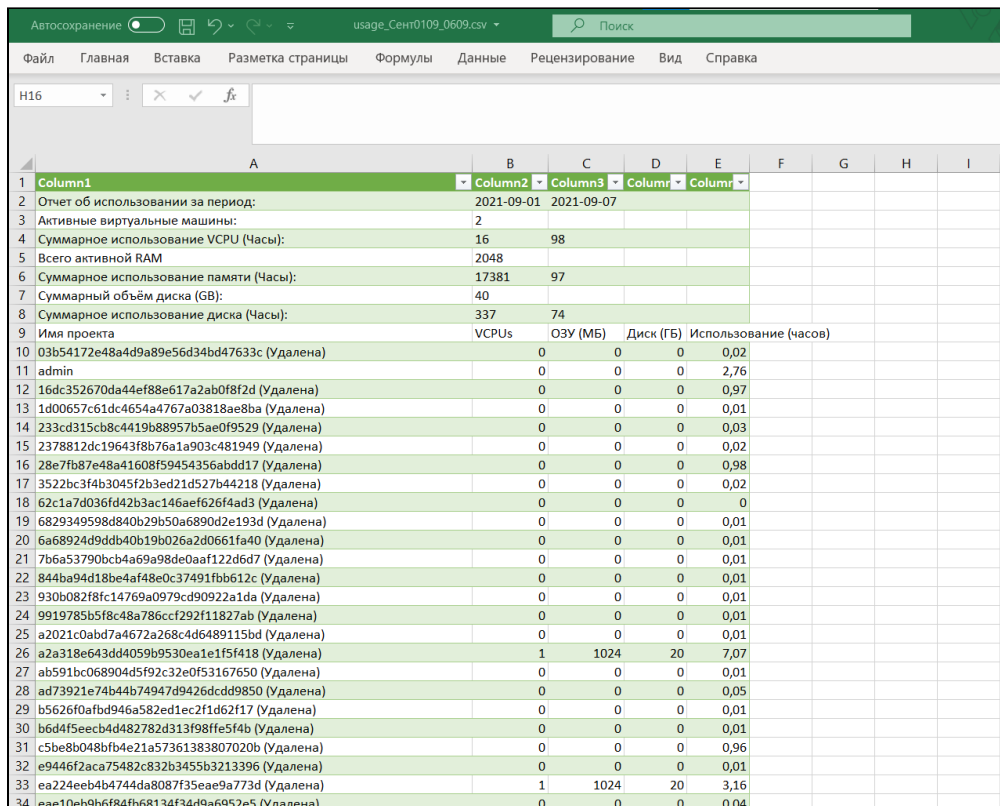 Автосохранение usage_Сент0109_0609.csv Поиск
Файл Главная Вставка Разметка страницы Формулы Данные Рецензирование Вид Справка
H16 fx
A B C D E F G H I
1 Column1 Column2 Column3 Column Column
2 Отчет об использовании за период: 2021-09-01 2021-09-07
3 Активные виртуальные машины: 2
4 Суммарное использование VCPU (Часы): 16 98
5 Всего активной RAM 2048
6 Суммарное использование памяти (Часы): 17381 97
7 Суммарный объём диска (GB): 40
8 Суммарное использование диска (Часы): 337 74
9 Имя проекта VCPUs ОЗУ (МБ) Диск (ГБ) Использование (часов)
10 03b54172e48a4d9a89e56d34bd47633c (Удалена) 0 0 0 0,02
11 admin 0 0 0 2,76
12 16dc352670da44ef88e617a2ab0f8f2d (Удалена) 0 0 0 0,97
13 1d00657c61dc4654a4767a03818ae8ba (Удалена) 0 0 0 0,01
14 233cd315cb8c4419b88957b5ae0f9529 (Удалена) 0 0 0 0,03
15 2378812dc19643f8b76a1a903c481949 (Удалена) 0 0 0 0,02
16 28e7fb87e48a41608f59454356abdd17 (Удалена) 0 0 0 0,98
17 3522bc3f4b3045f2b3ed21d527b44218 (Удалена) 0 0 0 0,02
18 62c1a7d036fd42b3ac146aef626f4ad3 (Удалена) 0 0 0 0
19 6829349598d840b29b50a6890d2e193d (Удалена) 0 0 0 0,01
20 6a68924d9ddb40b19b026a2d0661fa40 (Удалена) 0 0 0 0,01
21 7b6a53790bcb4a69a98de0aaf122d6d7 (Удалена) 0 0 0 0,01
22 844ba94d18be4af48e0c37491fbb612c (Удалена) 0 0 0 0,01
23 930b082f8fc14769a0979cd90922a1da (Удалена) 0 0 0 0,01
24 9919785b5f8c48a786ccf292f11827ab (Удалена) 0 0 0 0,01
25 a2021c0abd7a4672a268c4d6489115bd (Удалена) 0 0 0 0,01
26 a2a318e643dd4059b9530ea1e1f5f418 (Удалена) 1 1024 20 7,07
27 ab591bc068904d5f92c32e0f53167650 (Удалена) 0 0 0 0,01
28 ad73921e74b44b74947d9426dcdd9850 (Удалена) 0 0 0 0,05
29 b5626f0afbd946a582ed1ec2f1d62f17 (Удалена) 0 0 0 0,01
30 b6d4f5eecb4d482782d313f98ffe5f4b (Удалена) 0 0 0 0,01
31 c5be8b048bfb4e21a57361383807020b (Удалена) 0 0 0 0,96
32 e9446f2aca75482c832b3455b3213396 (Удалена) 0 0 0 0,01
33 ea224eeb4b4744da8087f35eae9a773d (Удалена) 1 1024 20 3,16
34 eae10eb9b6f84fb68134f34d9a6952e5 (Удалена) 0 0 0 0,04